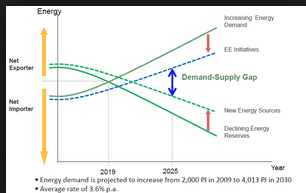 Energy
Increasing Energy
Demand
EE Initiatives
Net
Exporter
Demand-Supply Gap
Net
Importer
New Energy Sources
Declining Energy
Reserves
2019
2025
• Energy demand is projected to increase from 2,000 PJ in 2009 to 4,013 PJ in 2030
• Average rate of 3.6% p.a.